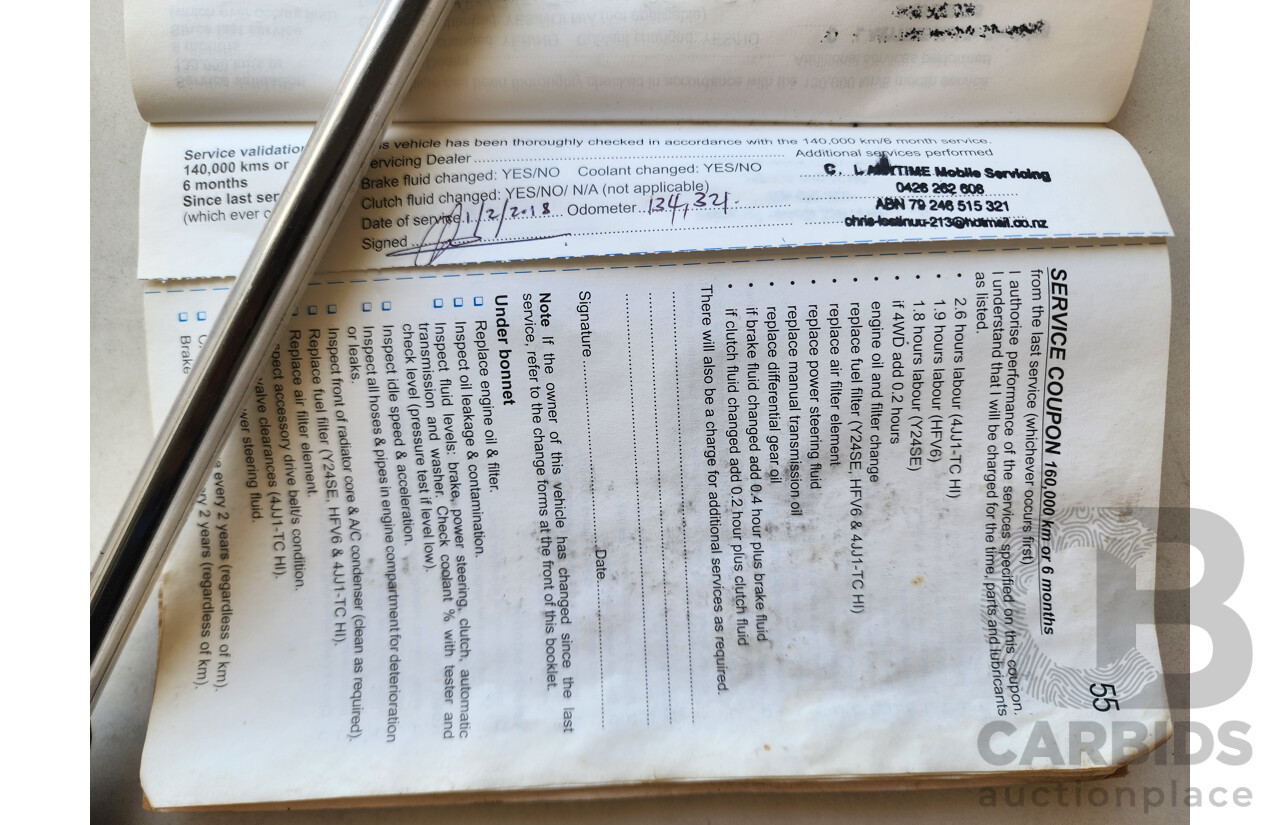 Service validation
140,000 kms or
6 months
Since last ser
(which ever o
is vehicle has been thoroughly checked in accordance with the 140,000 km/6 month service.
ervicing Dealer
Additional services performed
Brake fluid changed: YES/NO Coolant changed: YES/NO
Clutch fluid changed: YES/NO/ N/A (not applicable)
Date of service 1/2/2018 Odometer 134,321.
Signed
Mobile Servicing
0426 262 608
ABN 79 246 515 321
55
SERVICE COUPON 160,000 km or 6 months
from the last service (whichever occurs first)
I authorise performance of the services specified on this coupon.
I understand that I will be charged for the time, parts and lubricants
as listed.
• 2.6 hours labour (4JJ1-TC HI)
• 1.9 hours labour (HFV6)
• 1.8 hours labour (Y24SE)
if 4WD add 0.2 hours
• engine oil and filter change
• replace fuel filter (Y24SE, HFV6 & 4JJ1-TC HI)
• replace air filter element
• replace power steering fluid
• replace manual transmission oil
• replace differential gear oil
• if brake fluid changed add 0.4 hour plus brake fluid
• if clutch fluid changed add 0.2 hour plus clutch fluid
There will also be a charge for additional services as required.
Signature Date
Note If the owner of this vehicle has changed since the last
service, refer to the change forms at the front of this booklet.
Under bonnet
Replace engine oil & filter.
Inspect oil leakage & contamination.
Inspect fluid levels: brake, power steering, clutch, automatic
transmission and washer. Check coolant % with tester and
check level (pressure test if level low).
Inspect idle speed & acceleration.
Inspect all hoses & pipes in engine compartment for deterioration
or leaks.
Inspect front of radiator core & A/C condenser (clean as required).
Replace fuel filter (Y24SE, HFV6 & 4JJ1-TC HI).
Replace air filter element.
pect accessory drive belt/s condition.
valve clearances (4JJ1-TC HI).
wer steering fluid.
e every 2 years (regardless of km).
Brake ry 2 years (regardless of km).
CARBIDS
auctionplace